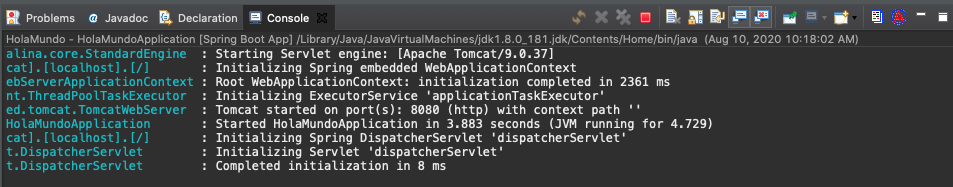 Problems Javadoc Declaration Console
HolaMundo - HolaMundoApplication [Spring Boot App] /Library/Java/JavaVirtualMachines/jdk1.8.0_181.jdk/Contents/Home/bin/java (Aug 10, 2020 10:18:02 AM)
alina.core.StandardEngine : Starting Servlet engine: [Apache Tomcat/9.0.37]
cat].[localhost].[/] : Initializing Spring embedded WebApplicationContext
ebServerApplicationContext : Root WebApplicationContext: initialization completed in 2361 ms
nt.ThreadPoolTaskExecutor : Initializing ExecutorService 'applicationTaskExecutor'
ed.tomcat.TomcatWebServer : Tomcat started on port(s): 8080 (http) with context path ''
HolaMundoApplication : Started HolaMundoApplication in 3.883 seconds (JVM running for 4.729)
cat].[localhost].[/] : Initializing Spring DispatcherServlet 'dispatcherServlet'
t.DispatcherServlet : Initializing Servlet 'dispatcherServlet'
t.DispatcherServlet : Completed initialization in 8 ms